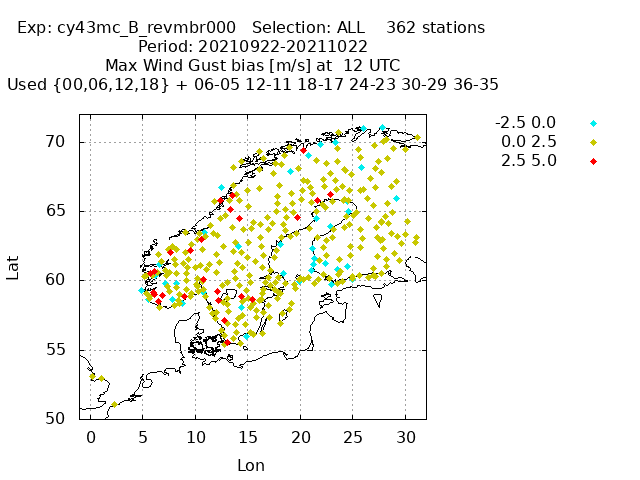 Exp: cy43mc_B_revmbr000   Selection: ALL    362 stations
Period: 20210922-20211022
Max Wind Gust bias [m/s] at  12 UTC
Used {00,06,12,18} + 06-05 12-11 18-17 24-23 30-29 36-35
-2.5 0.0
0.0 2.5
2.5 5.0
70
65
60
55
50
Lat
0 5 10 15 20 25 30
Lon